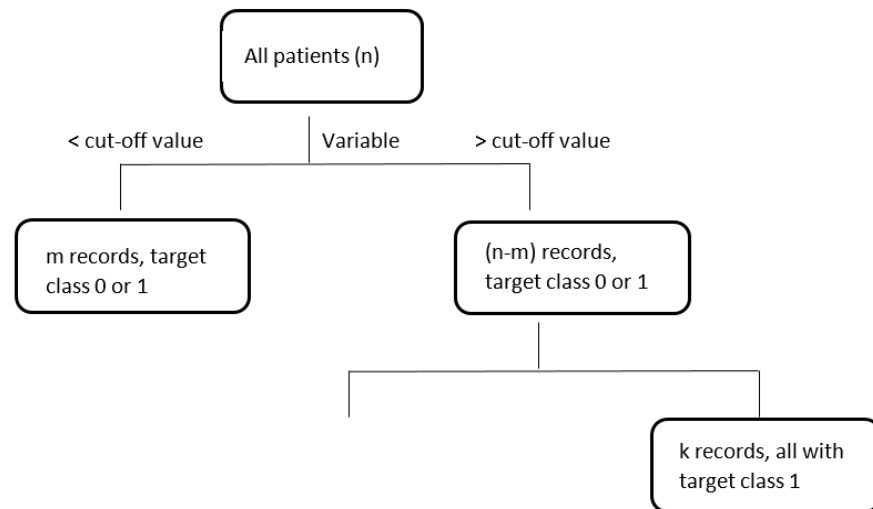 All patients (n)
< cut-off value
Variable
> cut-off value
m records, target
class 0 or 1
(n-m) records,
target class 0 or 1
k records, all with
target class 1